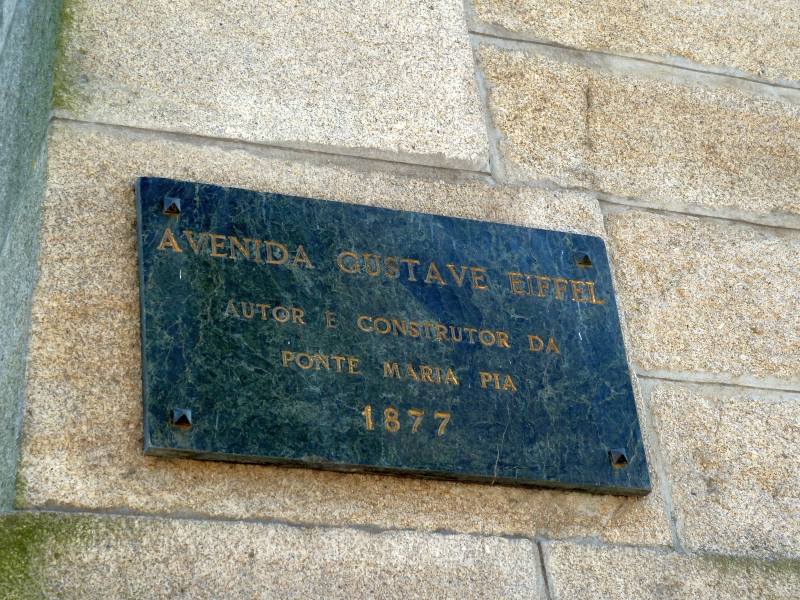 AVENIDA GUSTAVE EIFFEL
AUTOR E CONSTRUTOR DA
PONTE MARIA PIA
1877